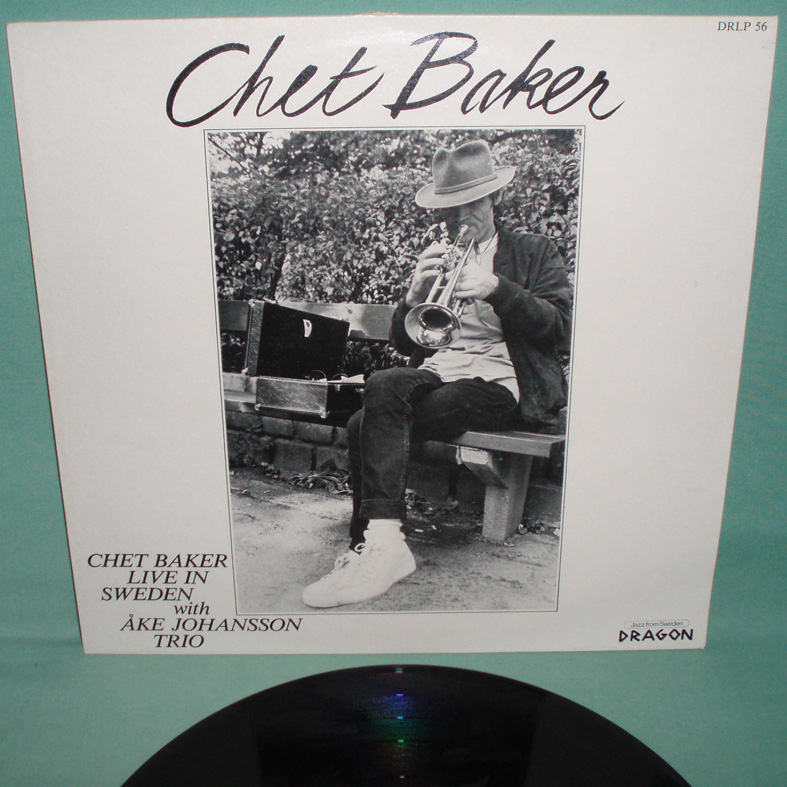 DRLP 56
Chet Baker
CHET BAKER
LIVE IN
SWEDEN
with
ÅKE JOHANSSON
TRIO
Jazz from Sweden
DRAGON